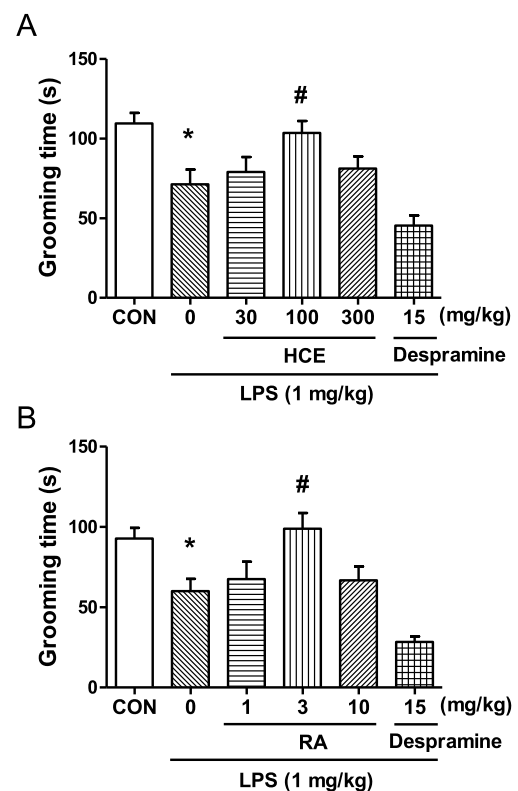 A
150
*
#
100
50
0
Grooming time (s)
CON 0 30 100 300 15 (mg/kg)
HCE Despramine
LPS (1 mg/kg)
B
150
#
100
*
50
0
Grooming time (s)
CON 0 1 3 10 15 (mg/kg)
RA Despramine
LPS (1 mg/kg)